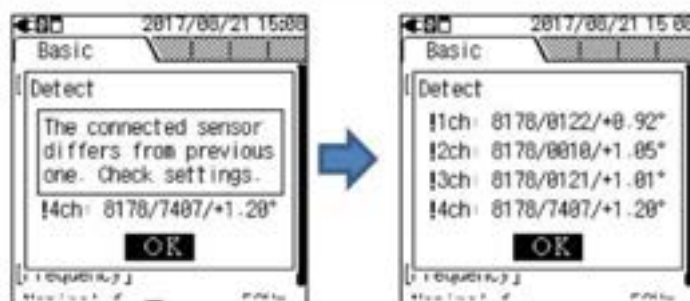 2017/08/21 15:08
Basic
Detect
The connected sensor
differs from previous
one. Check settings.
!4ch: 8178/7407/+1.20°
OK
2017/08/21 15:08
Basic
Detect
!1ch: 8178/0122/+0.92°
!2ch: 8178/0010/+1.05°
!3ch: 8178/0121/+1.01°
!4ch: 8178/7407/+1.20°
OK